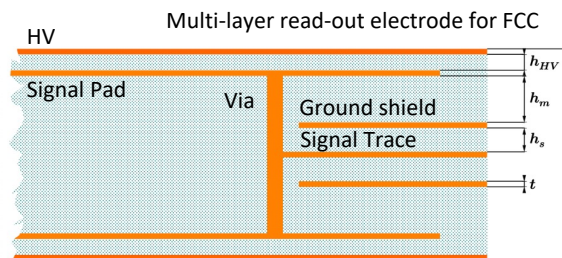 Multi-layer read-out electrode for FCC
HV
h_HV
Signal Pad
Via
h_m
Ground shield
Signal Trace
h_s
t